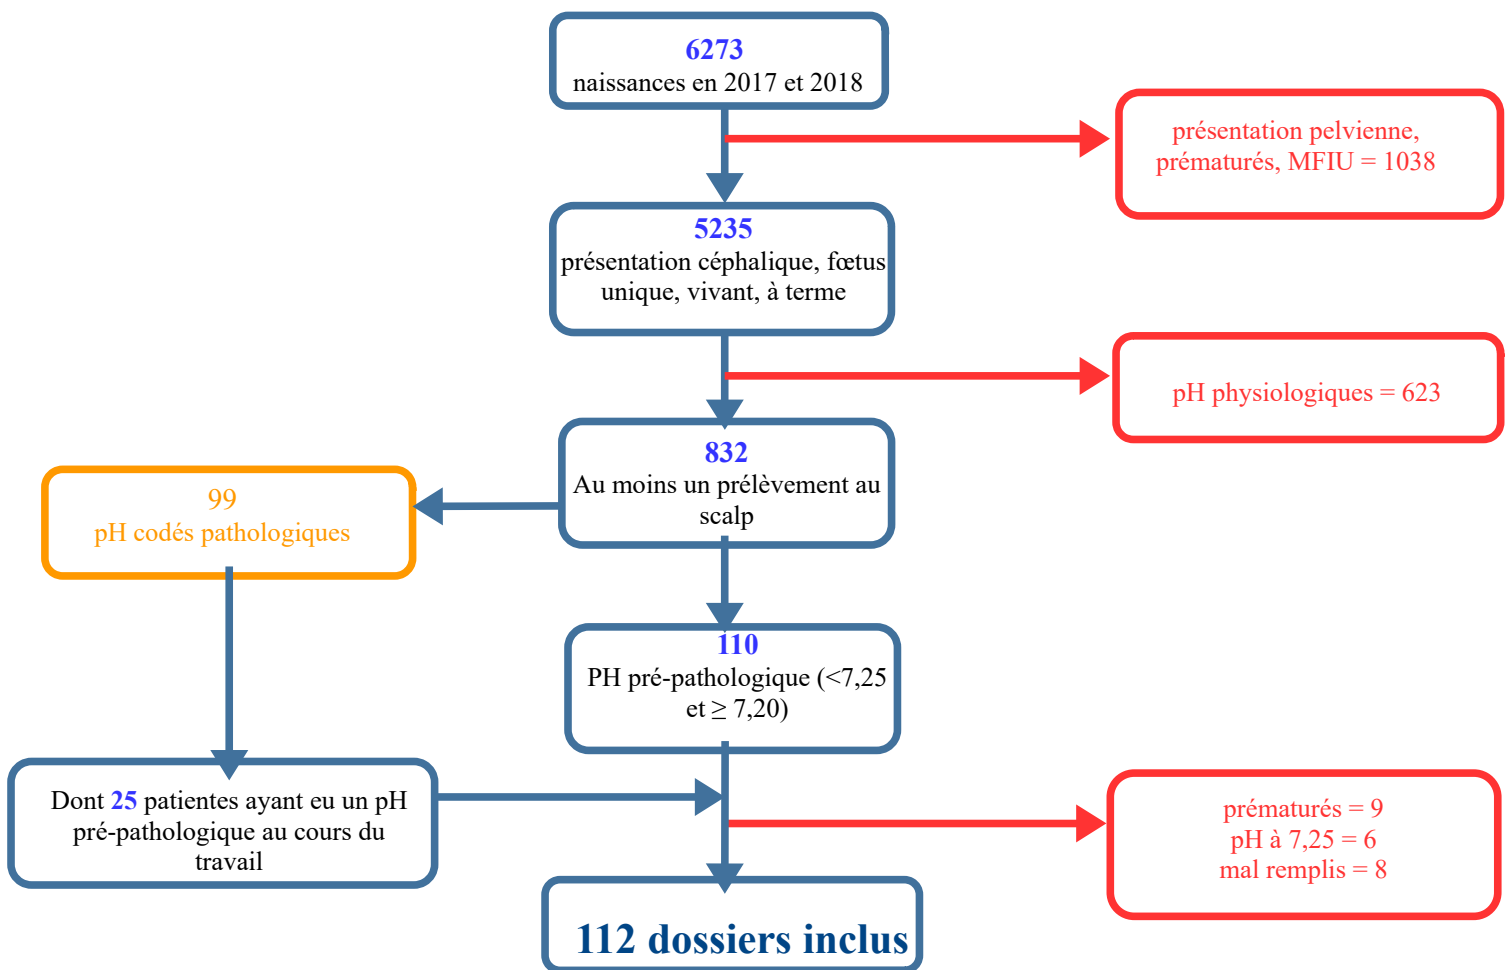 6273
naissances en 2017 et 2018
présentation pelvienne,
prématurés, MFIU = 1038
5235
présentation céphalique, fœtus
unique, vivant, à terme
pH physiologiques = 623
832
Au moins un prélèvement au
scalp
99
pH codés pathologiques
110
PH pré-pathologique (<7,25
et ≥ 7,20)
Dont 25 patientes ayant eu un pH
pré-pathologique au cours du
travail
prématurés = 9
pH à 7,25 = 6
mal remplis = 8
112 dossiers inclus